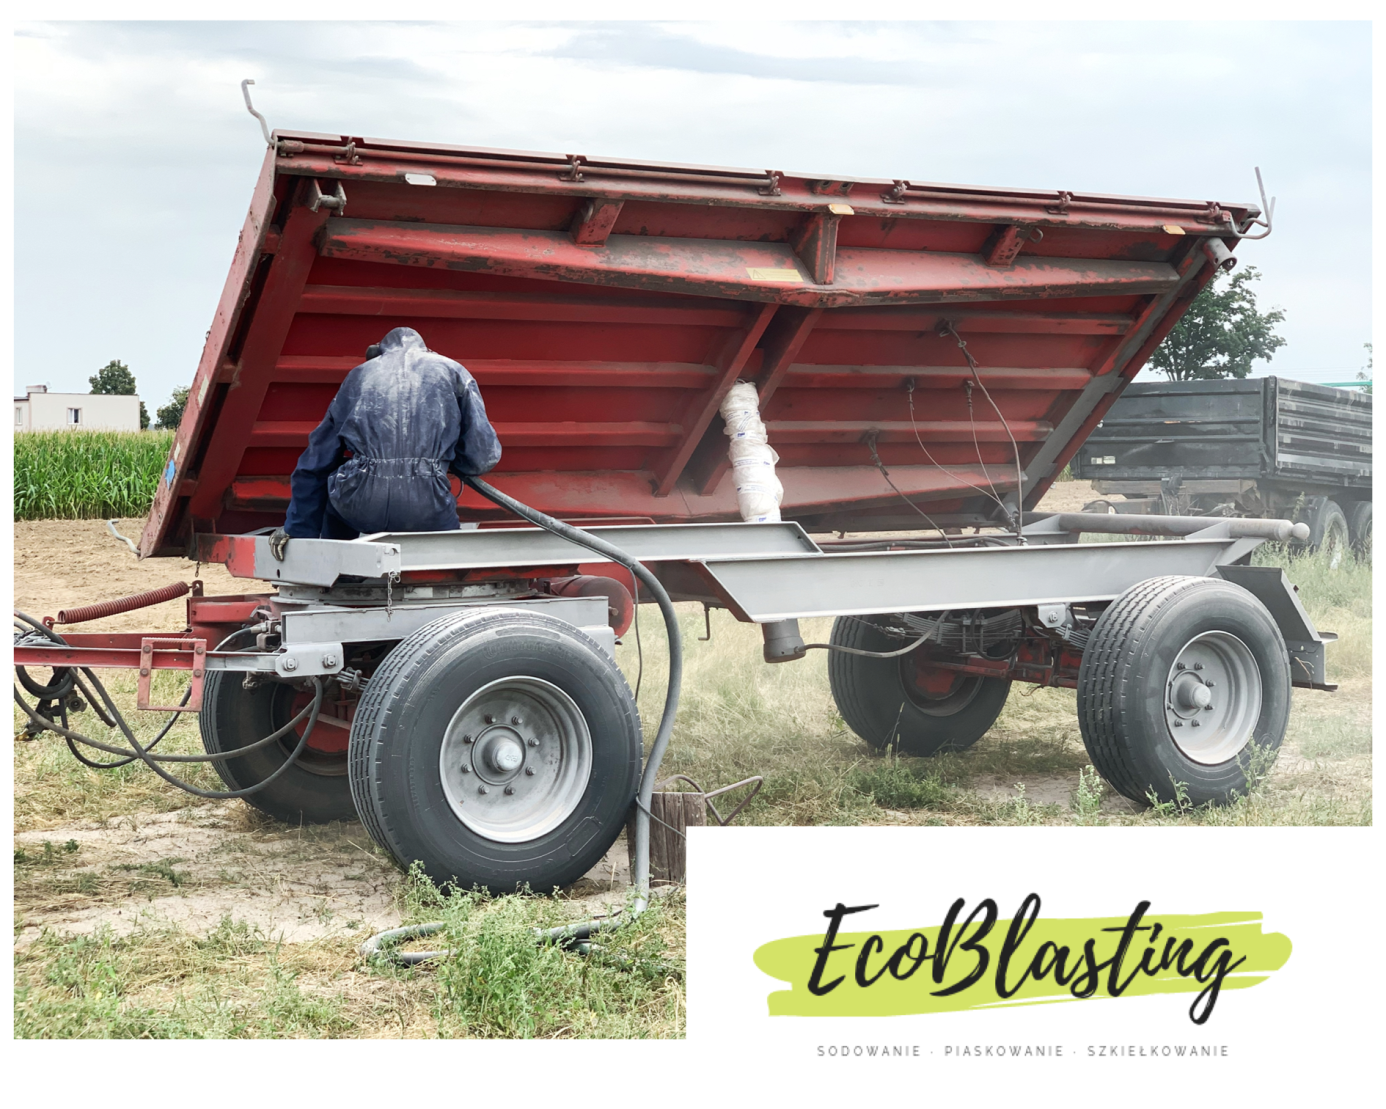 EcoBlasting
SODOWANIE · PIASKOWANIE · SZKIEŁKOWANIE